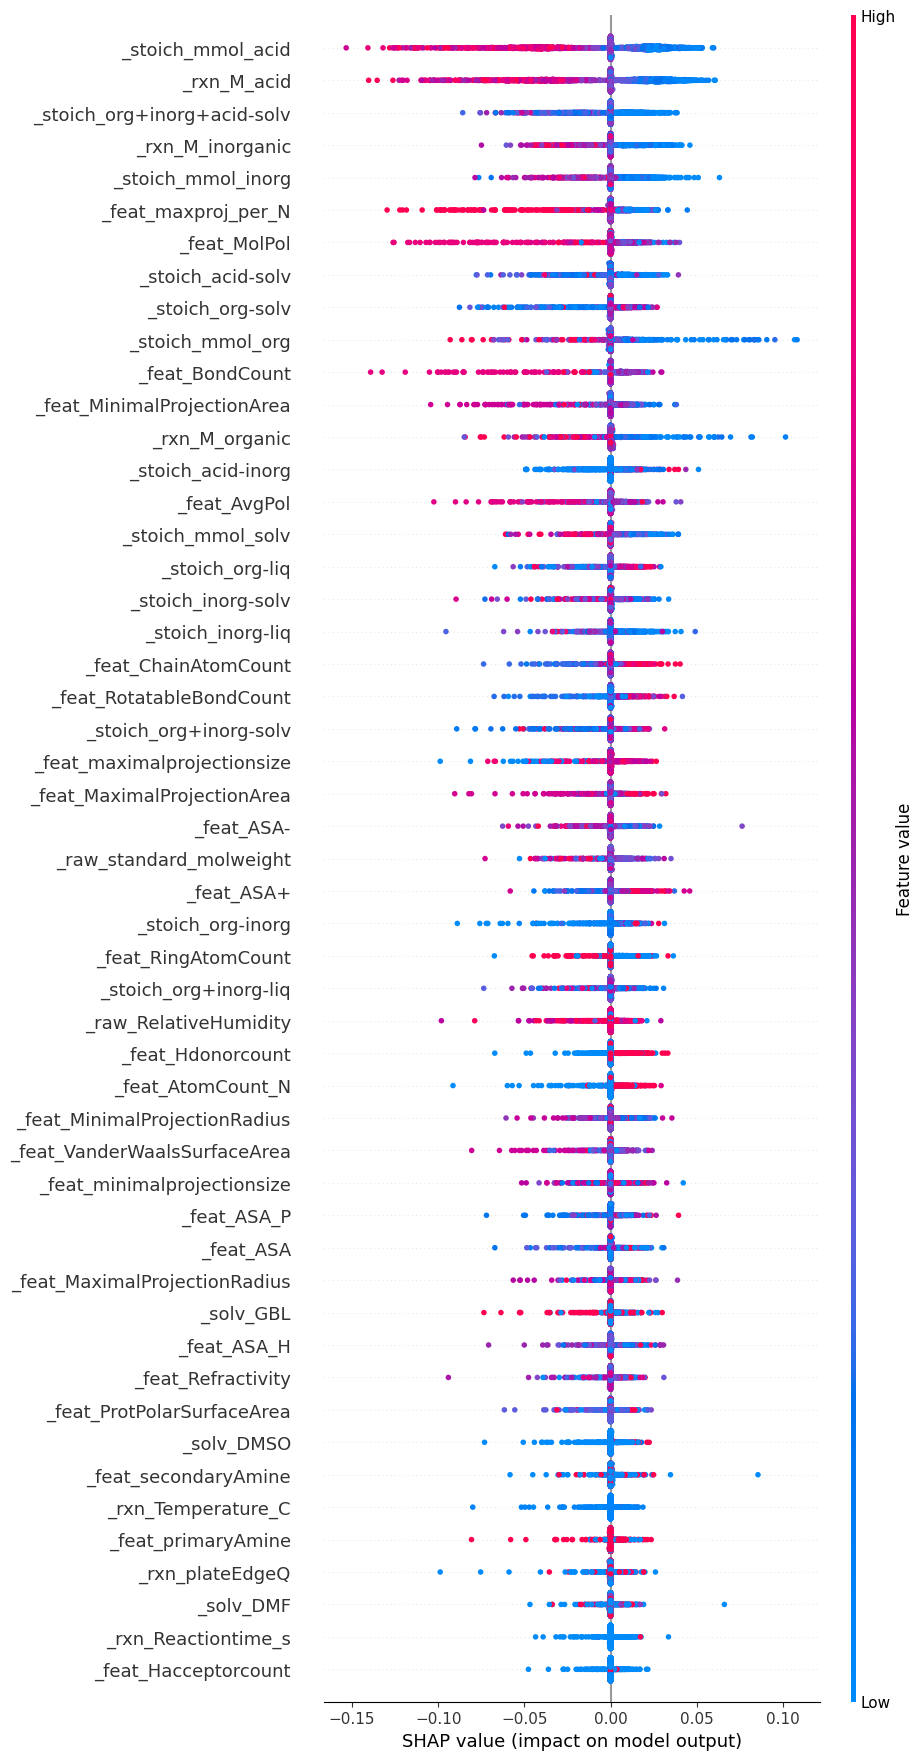 High
_stoich_mmol_acid
_rxn_M_acid
_stoich_org+inorg+acid-solv
_rxn_M_inorganic
_stoich_mmol_inorg
_feat_maxproj_per_N
_feat_MolPol
_stoich_acid-solv
_stoich_org-solv
_stoich_mmol_org
_feat_BondCount
_feat_MinimalProjectionArea
_rxn_M_organic
_stoich_acid-inorg
_feat_AvgPol
_stoich_mmol_solv
_stoich_org-liq
_stoich_inorg-solv
_stoich_inorg-liq
_feat_ChainAtomCount
_feat_RotatableBondCount
_stoich_org+inorg-solv
_feat_maximalprojectionsize
_feat_MaximalProjectionArea
_feat_ASA-
_raw_standard_molweight
_feat_ASA+
_stoich_org-inorg
_feat_RingAtomCount
_stoich_org+inorg-liq
_raw_RelativeHumidity
_feat_Hdonorcount
_feat_AtomCount_N
_feat_MinimalProjectionRadius
_feat_VanderWaalsSurfaceArea
_feat_minimalprojectionsize
_feat_ASA_P
_feat_ASA
_feat_MaximalProjectionRadius
_solv_GBL
_feat_ASA_H
_feat_Refractivity
_feat_ProtPolarSurfaceArea
_solv_DMSO
_feat_secondaryAmine
_rxn_Temperature_C
_feat_primaryAmine
_rxn_plateEdgeQ
_solv_DMF
_rxn_Reactiontime_s
_feat_Hacceptorcount
Feature value
Low
−0.15 −0.10 −0.05 0.00 0.05 0.10
SHAP value (impact on model output)